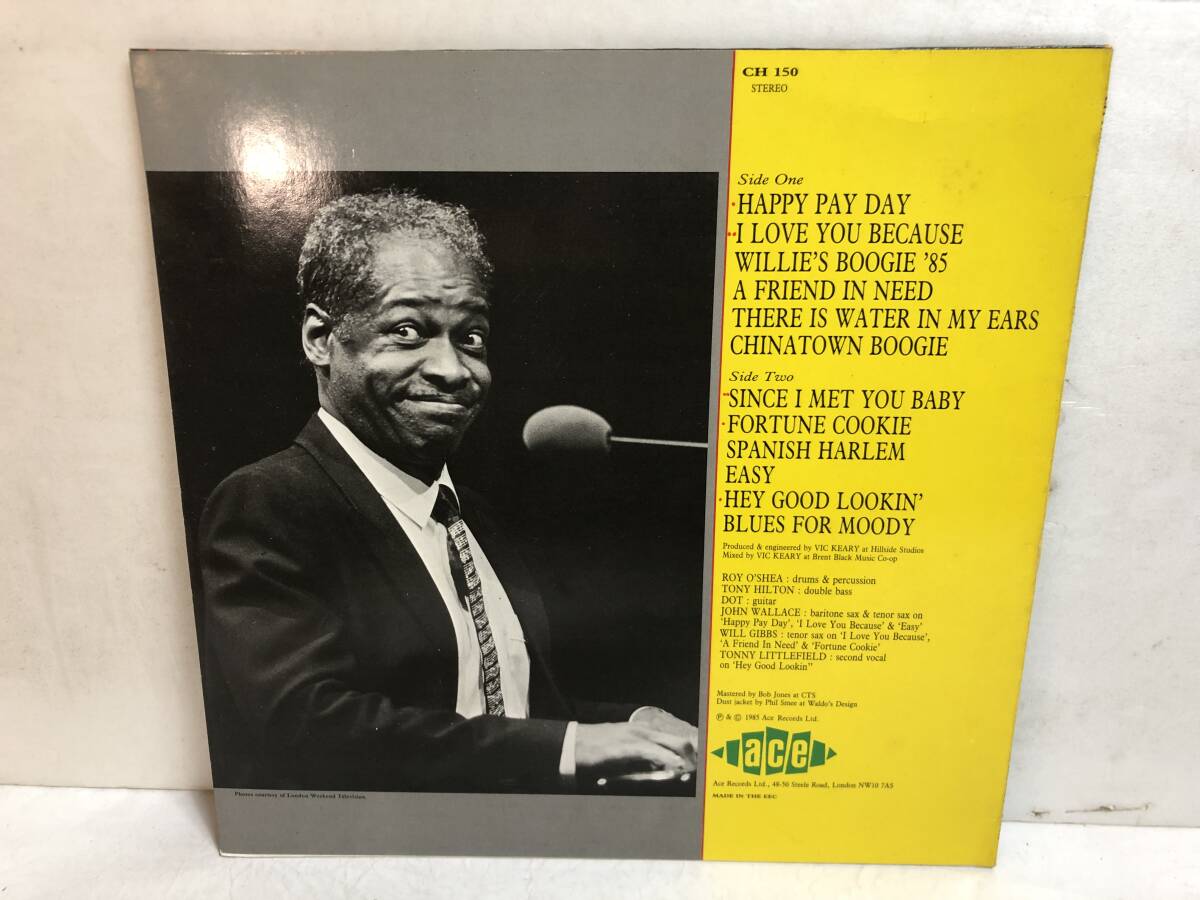 CH 150
STEREO
Side One
HAPPY PAY DAY
I LOVE YOU BECAUSE
WILLIE'S BOOGIE '85
A FRIEND IN NEED
THERE IS WATER IN MY EARS
CHINATOWN BOOGIE
Side Two
SINCE I MET YOU BABY
FORTUNE COOKIE
SPANISH HARLEM
EASY
HEY GOOD LOOKIN'
BLUES FOR MOODY
Produced & engineered by VIC KEARY at Hillside Studios
Mixed by VIC KEARY at Brent Black Music Co-op
ROY O'SHEA : drums & percussion
TONY HILTON : double bass
DOT : guitar
JOHN WALLACE : baritone sax & tenor sax on
'Happy Pay Day', 'I Love You Because' & 'Easy'
WILL GIBBS : tenor sax on 'I Love You Because',
'A Friend In Need' & 'Fortune Cookie'
TONNY LITTLEFIELD : second vocal
on 'Hey Good Lookin''
Mastered by Bob Jones at CTS
Dust jacket by Phil Smee at Waldo's Design
℗ & © 1985 Ace Records Ltd.
ace
Ace Records Ltd., 48-50 Steele Road, London NW10 7AS
MADE IN THE EEC
Photos courtesy of London Weekend Television.